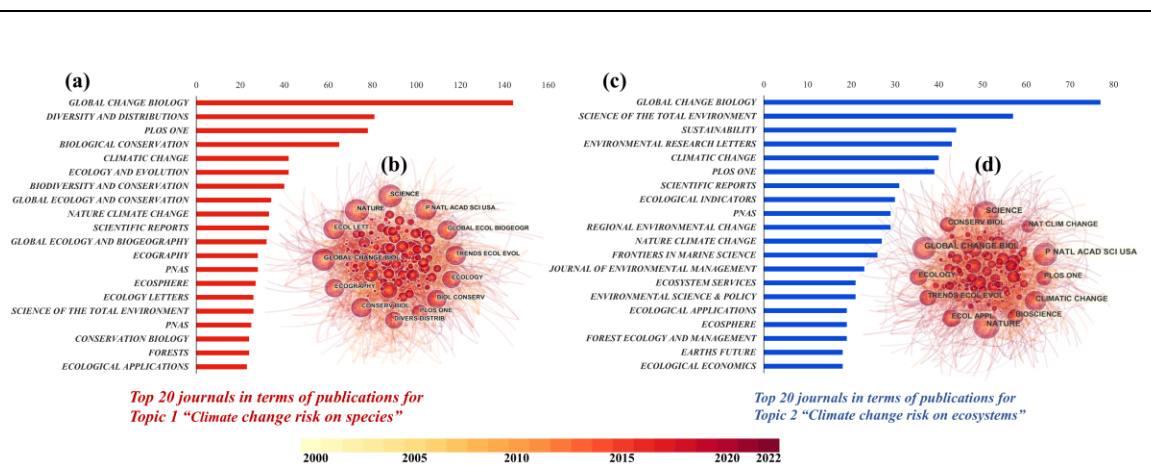 (a)
0 20 40 60 80 100 120 140 160
GLOBAL CHANGE BIOLOGY
DIVERSITY AND DISTRIBUTIONS
PLOS ONE
BIOLOGICAL CONSERVATION
CLIMATIC CHANGE
ECOLOGY AND EVOLUTION
BIODIVERSITY AND CONSERVATION
GLOBAL ECOLOGY AND CONSERVATION
NATURE CLIMATE CHANGE
SCIENTIFIC REPORTS
GLOBAL ECOLOGY AND BIOGEOGRAPHY
ECOGRAPHY
PNAS
ECOSPHERE
ECOLOGY LETTERS
SCIENCE OF THE TOTAL ENVIRONMENT
PNAS
CONSERVATION BIOLOGY
FORESTS
ECOLOGICAL APPLICATIONS
(b)
SCIENCE
NATURE
P NATL ACAD SCI USA
ECOL LETT
GLOBAL ECOL BIOGEOGR
GLOBAL CHANGE BIOL
TRENDS ECOL EVOL
ECOLOGY
ECOGRAPHY
BIOL CONSERV
CONSERV BIOL
PLOS ONE
DIVERS DISTRIB
Top 20 journals in terms of publications for
Topic 1 “Climate change risk on species”
(c)
0 10 20 30 40 50 60 70 80
GLOBAL CHANGE BIOLOGY
SCIENCE OF THE TOTAL ENVIRONMENT
SUSTAINABILITY
ENVIRONMENTAL RESEARCH LETTERS
CLIMATIC CHANGE
PLOS ONE
SCIENTIFIC REPORTS
ECOLOGICAL INDICATORS
PNAS
REGIONAL ENVIRONMENTAL CHANGE
NATURE CLIMATE CHANGE
FRONTIERS IN MARINE SCIENCE
JOURNAL OF ENVIRONMENTAL MANAGEMENT
ECOSYSTEM SERVICES
ENVIRONMENTAL SCIENCE & POLICY
ECOLOGICAL APPLICATIONS
ECOSPHERE
FOREST ECOLOGY AND MANAGEMENT
EARTHS FUTURE
ECOLOGICAL ECONOMICS
(d)
SCIENCE
CONSERV BIOL
NAT CLIM CHANGE
GLOBAL CHANGE BIOL
P NATL ACAD SCI USA
ECOLOGY
PLOS ONE
TRENDS ECOL EVOL
CLIMATIC CHANGE
ECOL APPL
BIOSCIENCE
NATURE
Top 20 journals in terms of publications for
Topic 2 “Climate change risk on ecosystems”
2000 2005 2010 2015 2020 2022